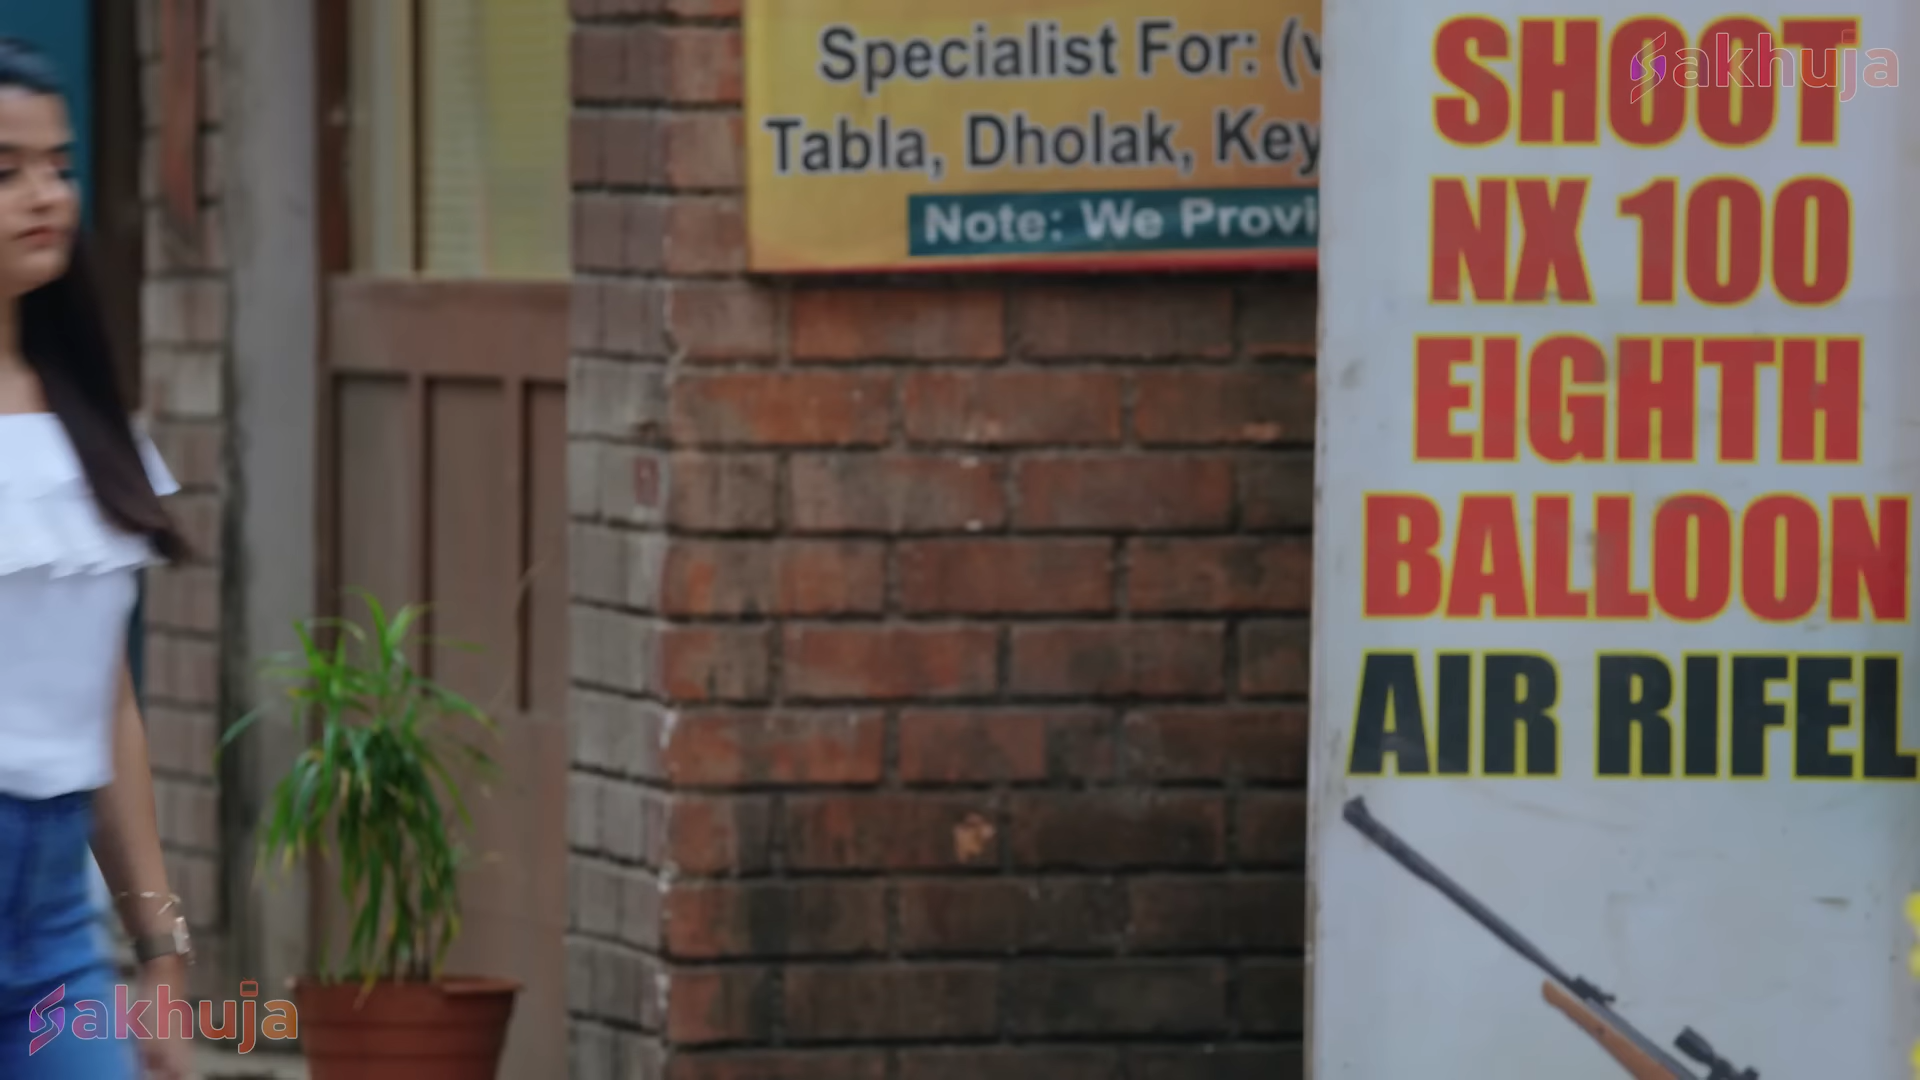 Specialist For: (v
Tabla, Dholak, Key
Note: We Provi
SHOOT
NX 100
EIGHTH
BALLOON
AIR RIFEL
Sakhuja
Sakhuja